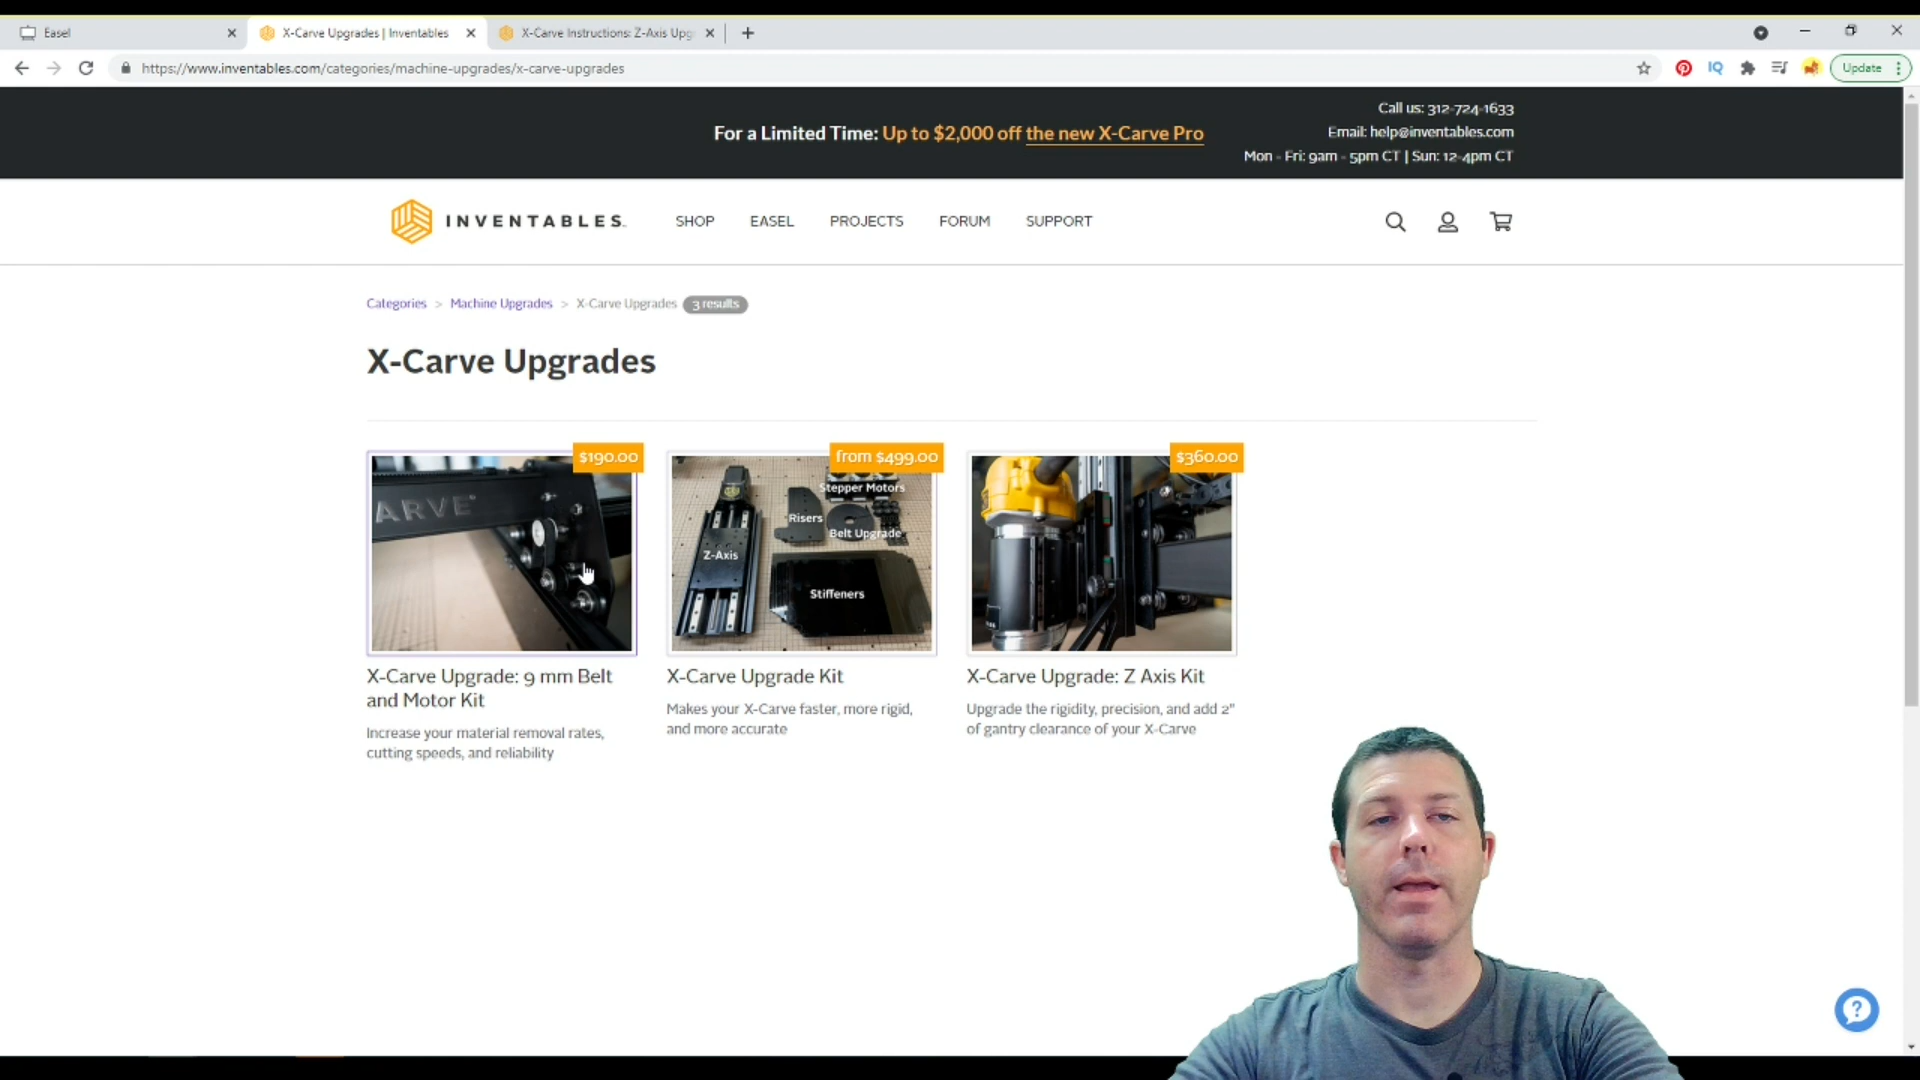 Easel
X-Carve Upgrades | Inventables
X-Carve Instructions: Z-Axis Upg
https://www.inventables.com/categories/machine-upgrades/x-carve-upgrades
IQ
Update
For a Limited Time: Up to $2,000 off the new X-Carve Pro
Call us: 312-724-1633
Email: help@inventables.com
Mon - Fri: 9am - 5pm CT | Sun: 12-4pm CT
INVENTABLES
SHOP
EASEL
PROJECTS
FORUM
SUPPORT
Categories > Machine Upgrades > X-Carve Upgrades 3 results
X-Carve Upgrades
$190.00
CARVE
X-Carve Upgrade: 9 mm Belt
and Motor Kit
Increase your material removal rates,
cutting speeds, and reliability
from $499.00
Stepper Motors
Risers
Belt Upgrade
Z-Axis
Stiffeners
X-Carve Upgrade Kit
Makes your X-Carve faster, more rigid,
and more accurate
$360.00
X-Carve Upgrade: Z Axis Kit
Upgrade the rigidity, precision, and add 2"
of gantry clearance of your X-Carve
?